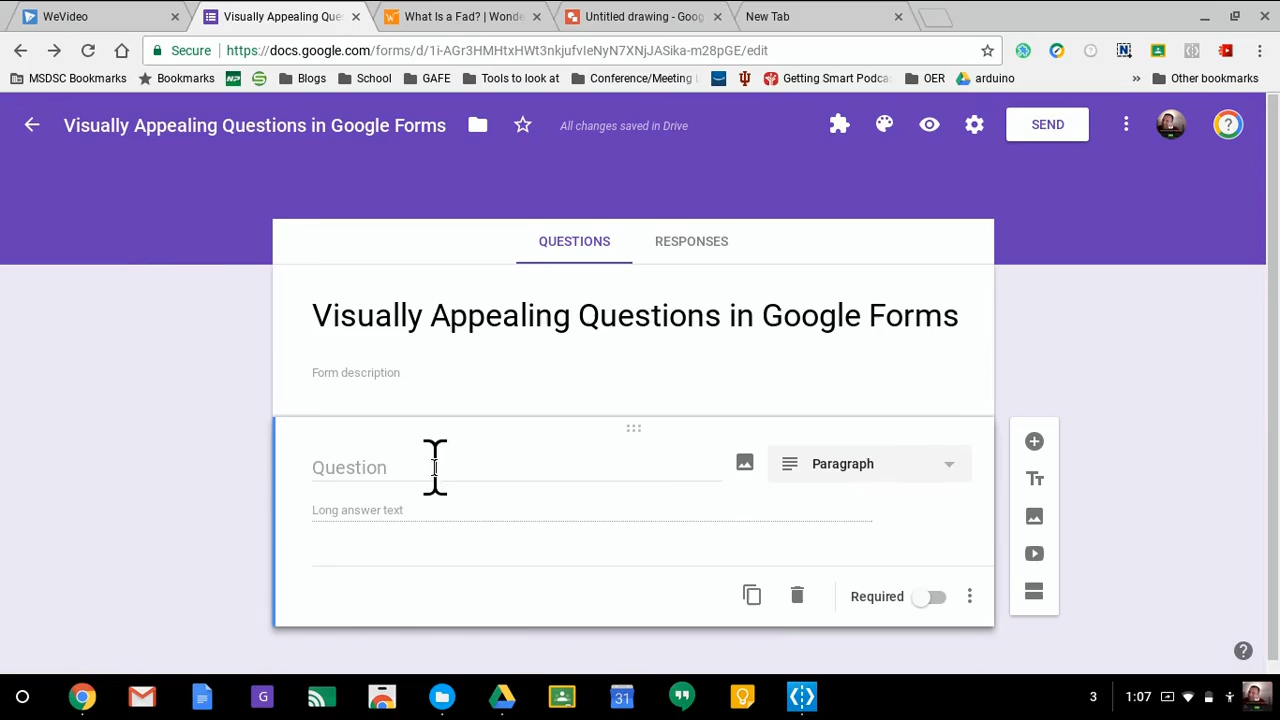 WeVideo
Visually Appealing Ques
What Is a Fad? | Wonde
Untitled drawing - Goog
New Tab
Secure
https://docs.google.com/forms/d/1i-AGr3HMHtxHWt3nkjufvIeNyN7XNjJASika-m28pGE/edit
MSDSC Bookmarks
Bookmarks
Blogs
School
GAFE
Tools to look at
Conference/Meeting
Getting Smart Podca
OER
arduino
»
Other bookmarks
Visually Appealing Questions in Google Forms
All changes saved in Drive
SEND
QUESTIONS
RESPONSES
Visually Appealing Questions in Google Forms
Form description
Question
Paragraph
Long answer text
Required
3
1:07